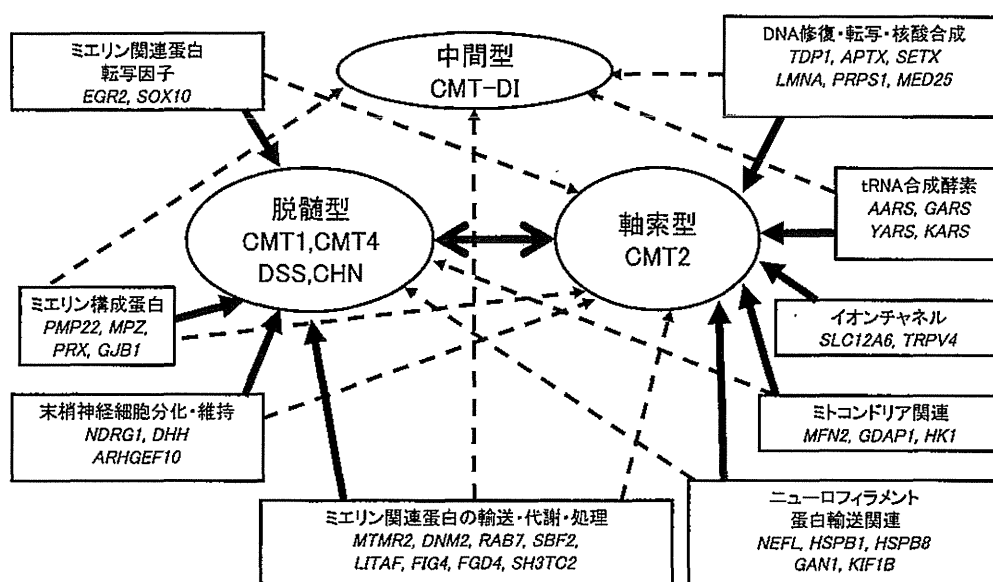 ミエリン関連蛋白
転写因子
EGR2, SOX10
中間型
CMT-DI
DNA修復・転写・核酸合成
TDP1, APTX, SETX
LMNA, PRPS1, MED25
脱髄型
CMT1,CMT4
DSS,CHN
軸索型
CMT2
tRNA合成酵素
AARS, GARS
YARS, KARS
ミエリン構成蛋白
PMP22, MPZ,
PRX, GJB1
イオンチャネル
SLC12A6, TRPV4
末梢神経細胞分化・維持
NDRG1, DHH
ARHGEF10
ミトコンドリア関連
MFN2, GDAP1, HK1
ミエリン関連蛋白の輸送・代謝・処理
MTMR2, DNM2, RAB7, SBF2,
LITAF, FIG4, FGD4, SH3TC2
ニューロフィラメント
蛋白輸送関連
NEFL, HSPB1, HSPB8
GAN1, KIF1B